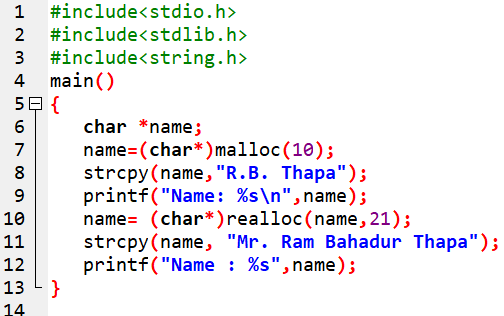 1 #include<stdio.h>
2 #include<stdlib.h>
3 #include<string.h>
4 main()
5 {
6 char *name;
7 name=(char*)malloc(10);
8 strcpy(name,"R.B. Thapa");
9 printf("Name: %s\n",name);
10 name= (char*)realloc(name,21);
11 strcpy(name, "Mr. Ram Bahadur Thapa");
12 printf("Name : %s",name);
13 }
14